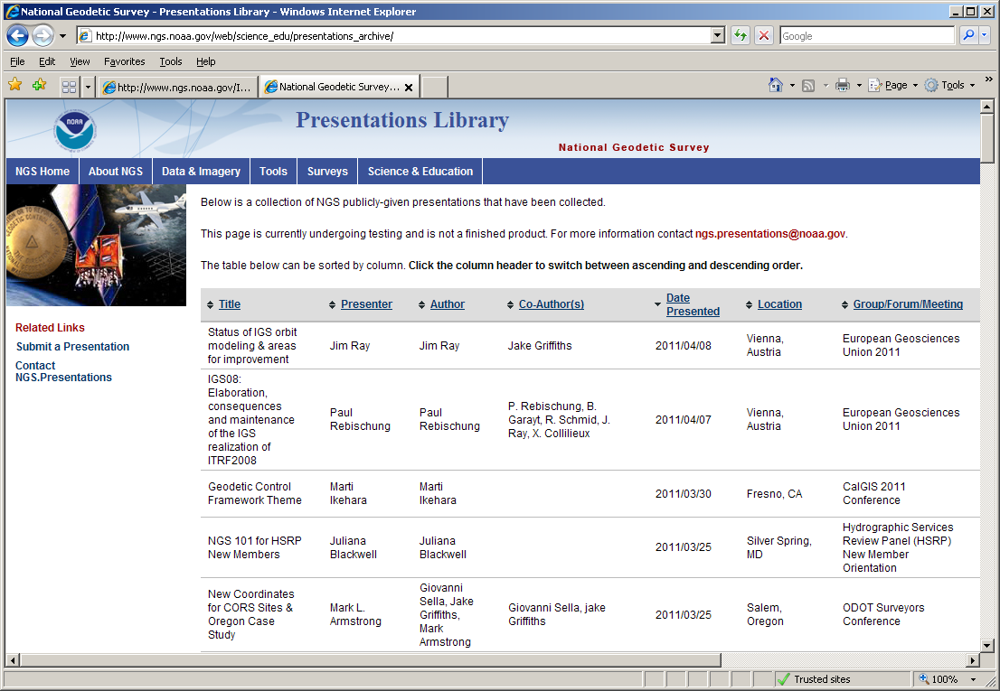 National Geodetic Survey - Presentations Library - Windows Internet Explorer
http://www.ngs.noaa.gov/web/science_edu/presentations_archive/
Google
File Edit View Favorites Tools Help
http://www.ngs.noaa.gov/I...
National Geodetic Survey...
Page
Tools
NOAA
Presentations Library
National Geodetic Survey
NGS Home
About NGS
Data & Imagery
Tools
Surveys
Science & Education
Below is a collection of NGS publicly-given presentations that have been collected.
This page is currently undergoing testing and is not a finished product. For more information contact ngs.presentations@noaa.gov.
The table below can be sorted by column. Click the column header to switch between ascending and descending order.
Related Links
Submit a Presentation
Contact
NGS.Presentations
Title
Presenter
Author
Co-Author(s)
Date
Presented
Location
Group/Forum/Meeting
Status of IGS orbit
modeling & areas
for improvement
Jim Ray
Jim Ray
Jake Griffiths
2011/04/08
Vienna,
Austria
European Geosciences
Union 2011
IGS08:
Elaboration,
consequences
and maintenance
of the IGS
realization of
ITRF2008
Paul
Rebischung
Paul
Rebischung
P. Rebischung, B.
Garayt, R. Schmid, J.
Ray, X. Collilieux
2011/04/07
Vienna,
Austria
European Geosciences
Union 2011
Geodetic Control
Framework Theme
Marti
Ikehara
Marti
Ikehara
2011/03/30
Fresno, CA
CalGIS 2011
Conference
NGS 101 for HSRP
New Members
Juliana
Blackwell
Juliana
Blackwell
2011/03/25
Silver Spring,
MD
Hydrographic Services
Review Panel (HSRP)
New Member
Orientation
New Coordinates
for CORS Sites &
Oregon Case
Study
Mark L.
Armstrong
Giovanni
Sella, Jake
Griffiths,
Mark
Armstrong
Giovanni Sella, jake
Griffiths
2011/03/25
Salem,
Oregon
ODOT Surveyors
Conference
Trusted sites
100%